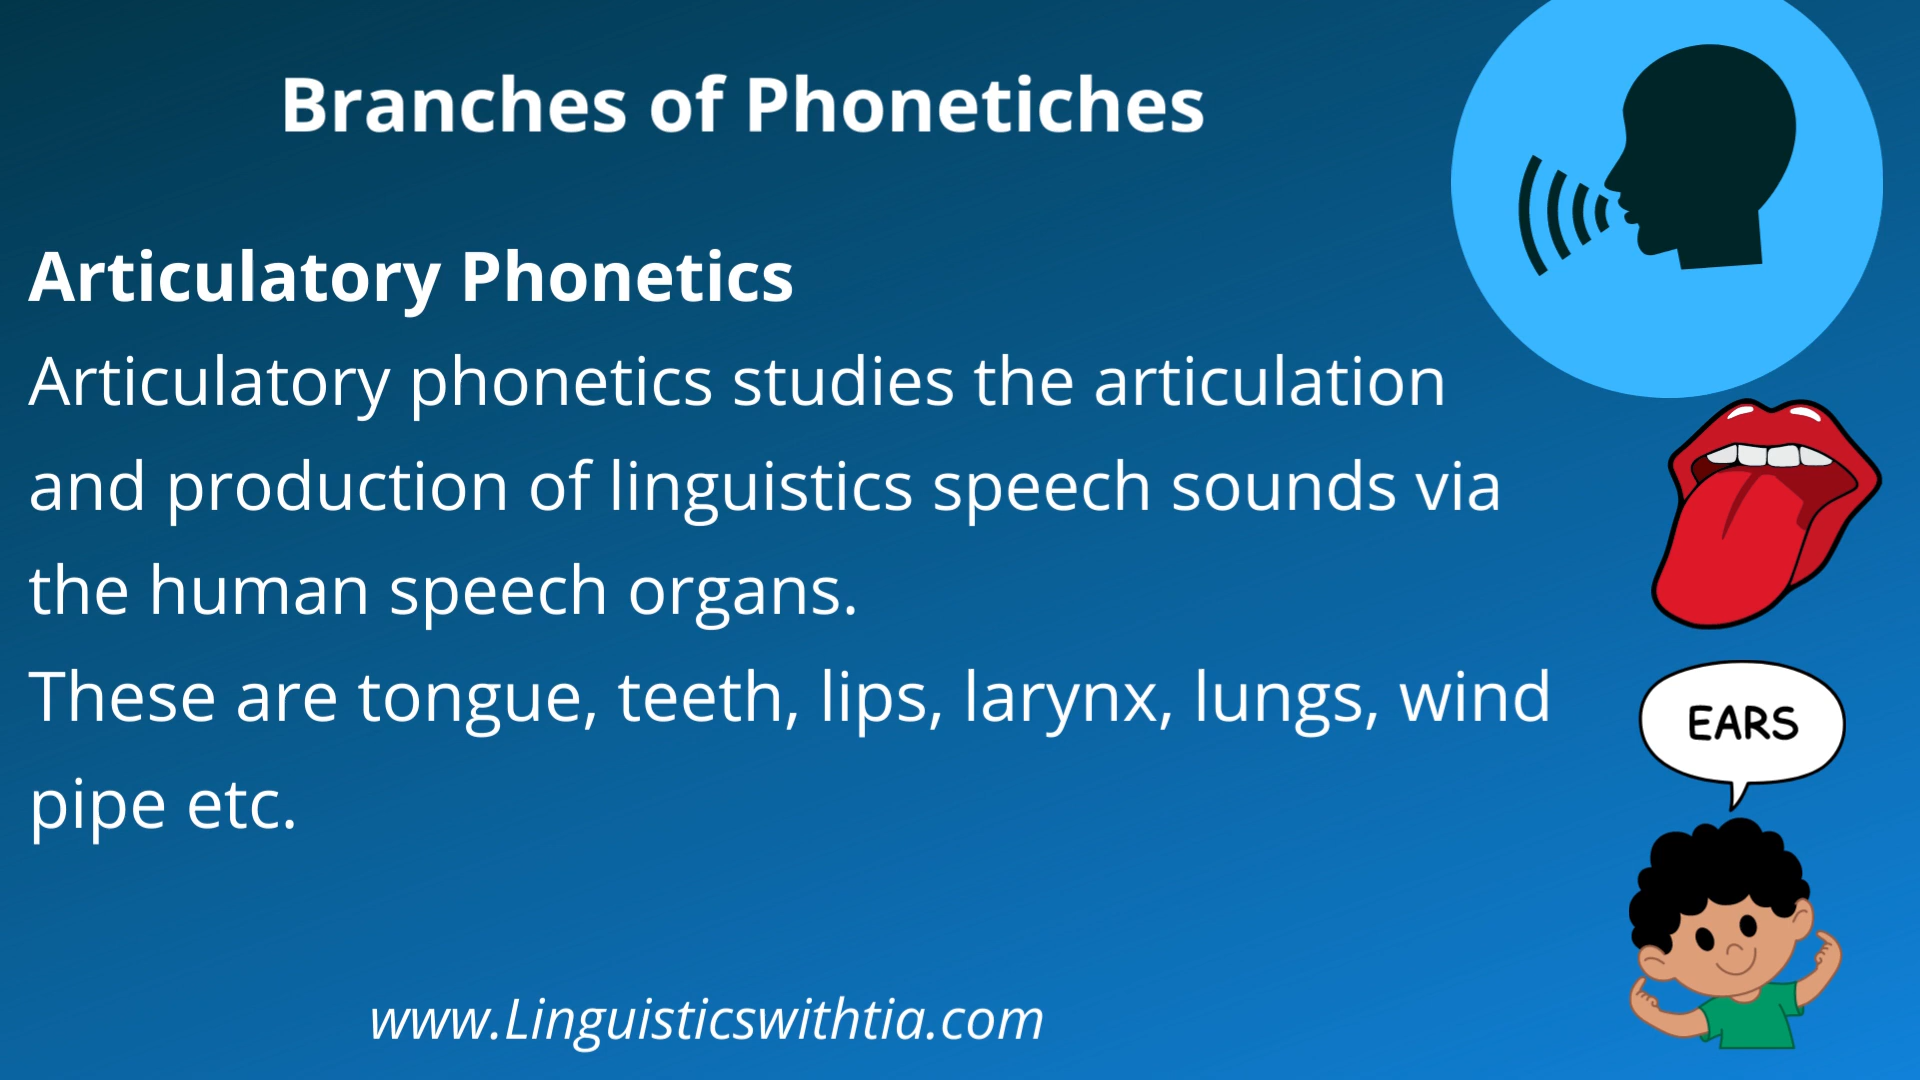 Branches of Phonetiches
Articulatory Phonetics
Articulatory phonetics studies the articulation
and production of linguistics speech sounds via
the human speech organs.
These are tongue, teeth, lips, larynx, lungs, wind
pipe etc.
EARS
www.Linguisticswithtia.com